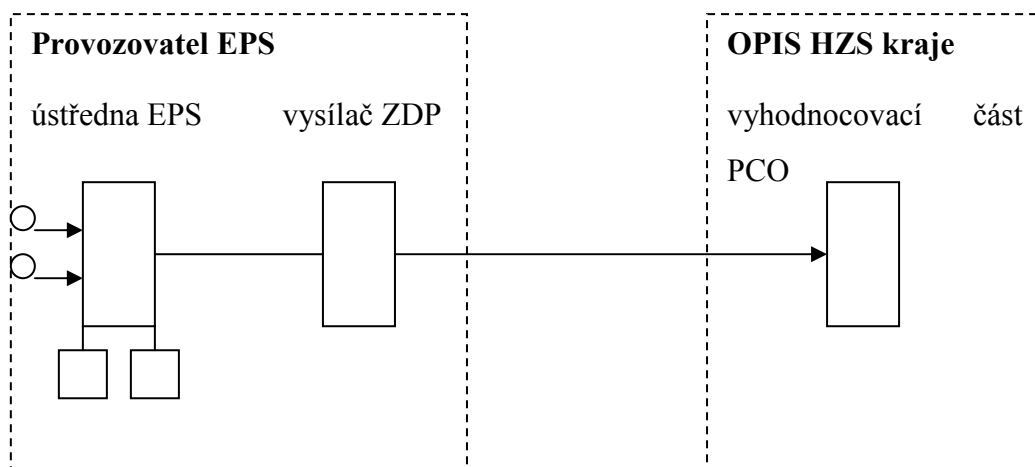 Provozovatel EPS
ústředna EPS vysílač ZDP
OPIS HZS kraje
vyhodnocovací část
PCO